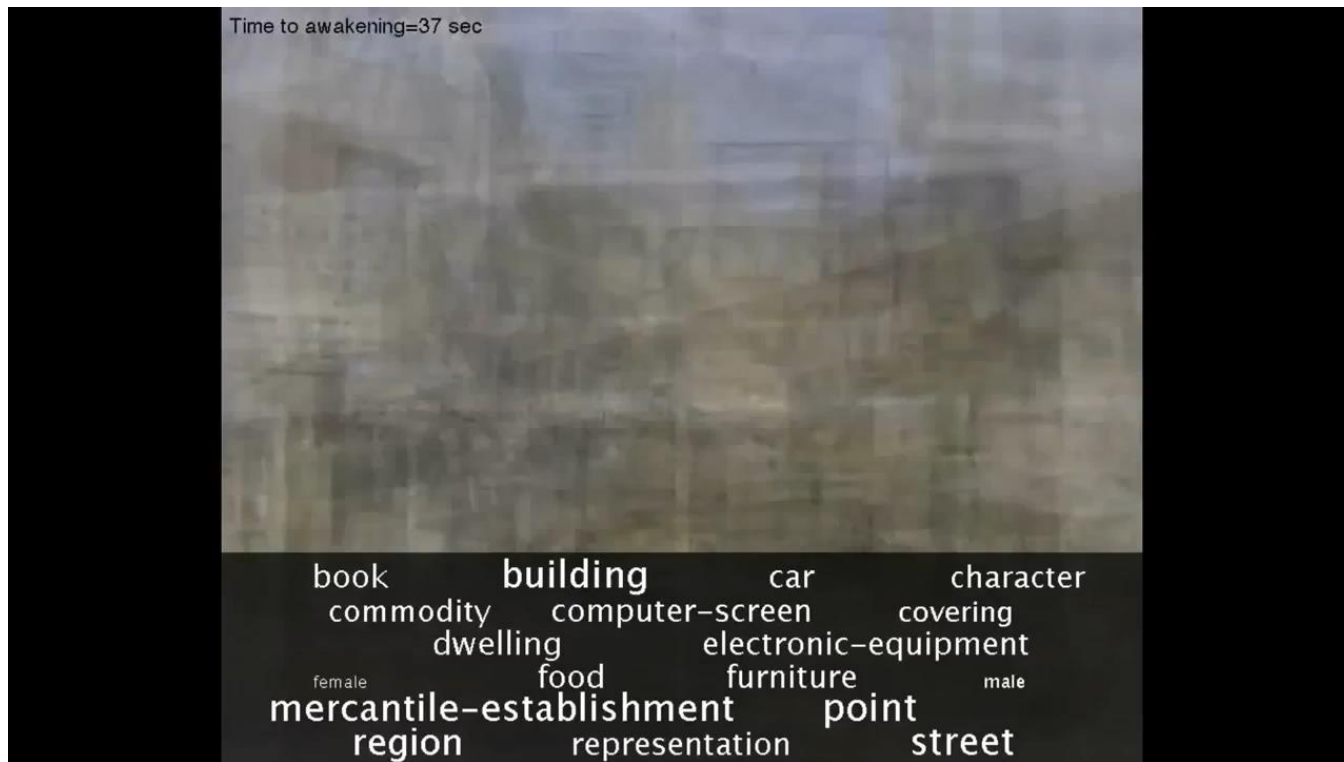 Time to awakening=37 sec
book building car character
commodity computer-screen covering
dwelling electronic-equipment
female food furniture male
mercantile-establishment point
region representation street